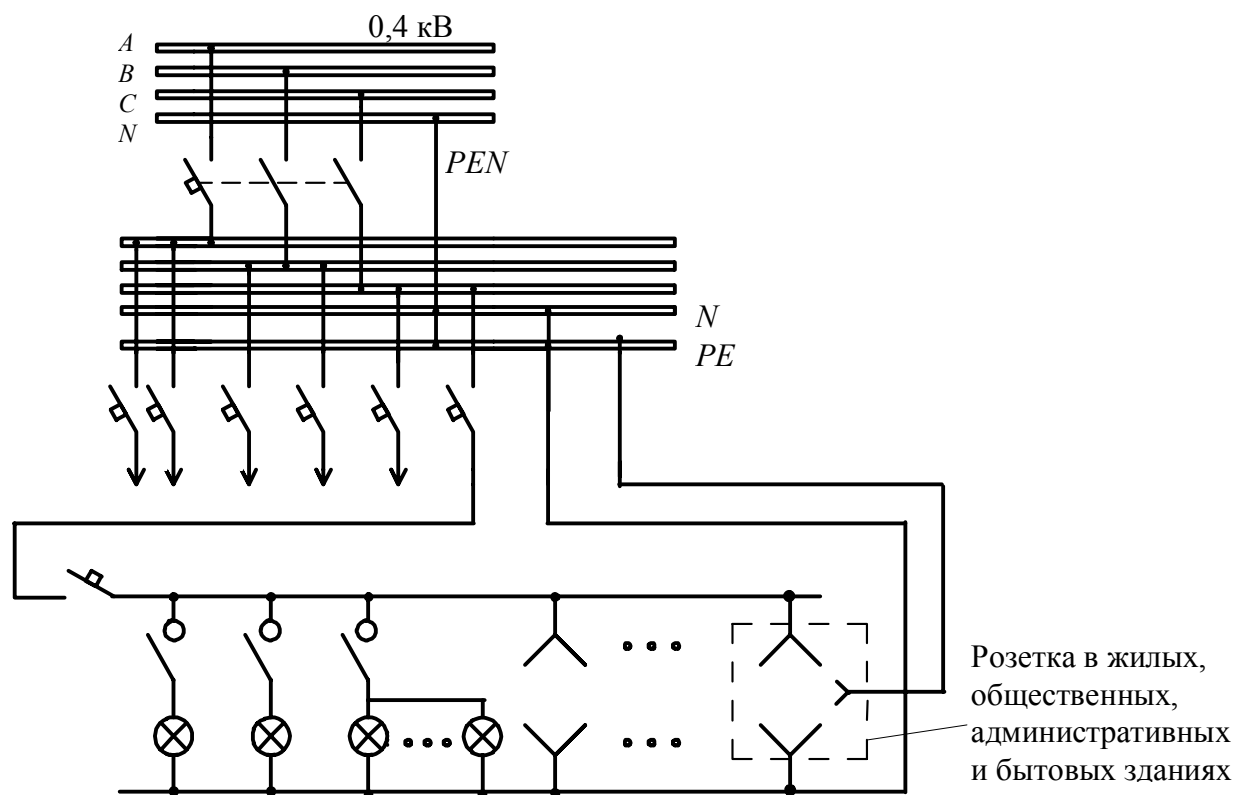 0,4 кВ
A
B
C
N
PEN
N
PE
Розетка в жилых,
общественных,
административных
и бытовых зданиях